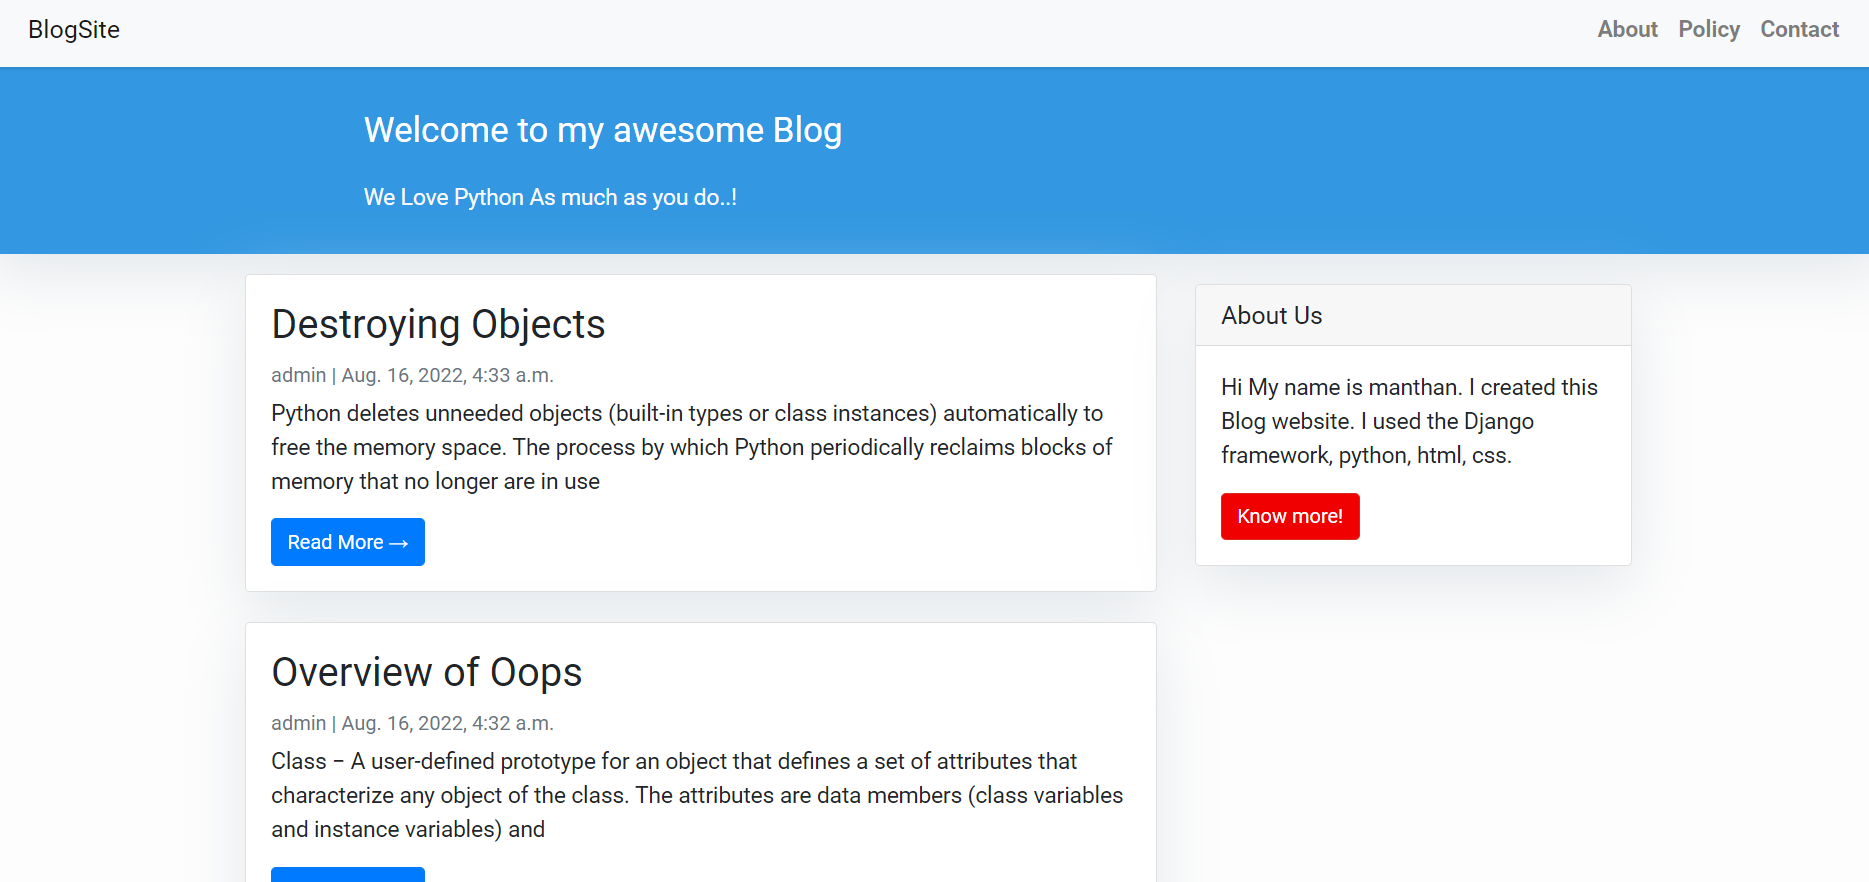 BlogSite
About Policy Contact
Welcome to my awesome Blog
We Love Python As much as you do..!
Destroying Objects
admin | Aug. 16, 2022, 4:33 a.m.
Python deletes unneeded objects (built-in types or class instances) automatically to
free the memory space. The process by which Python periodically reclaims blocks of
memory that no longer are in use
Read More →
About Us
Hi My name is manthan. I created this
Blog website. I used the Django
framework, python, html, css.
Know more!
Overview of Oops
admin | Aug. 16, 2022, 4:32 a.m.
Class − A user-defined prototype for an object that defines a set of attributes that
characterize any object of the class. The attributes are data members (class variables
and instance variables) and